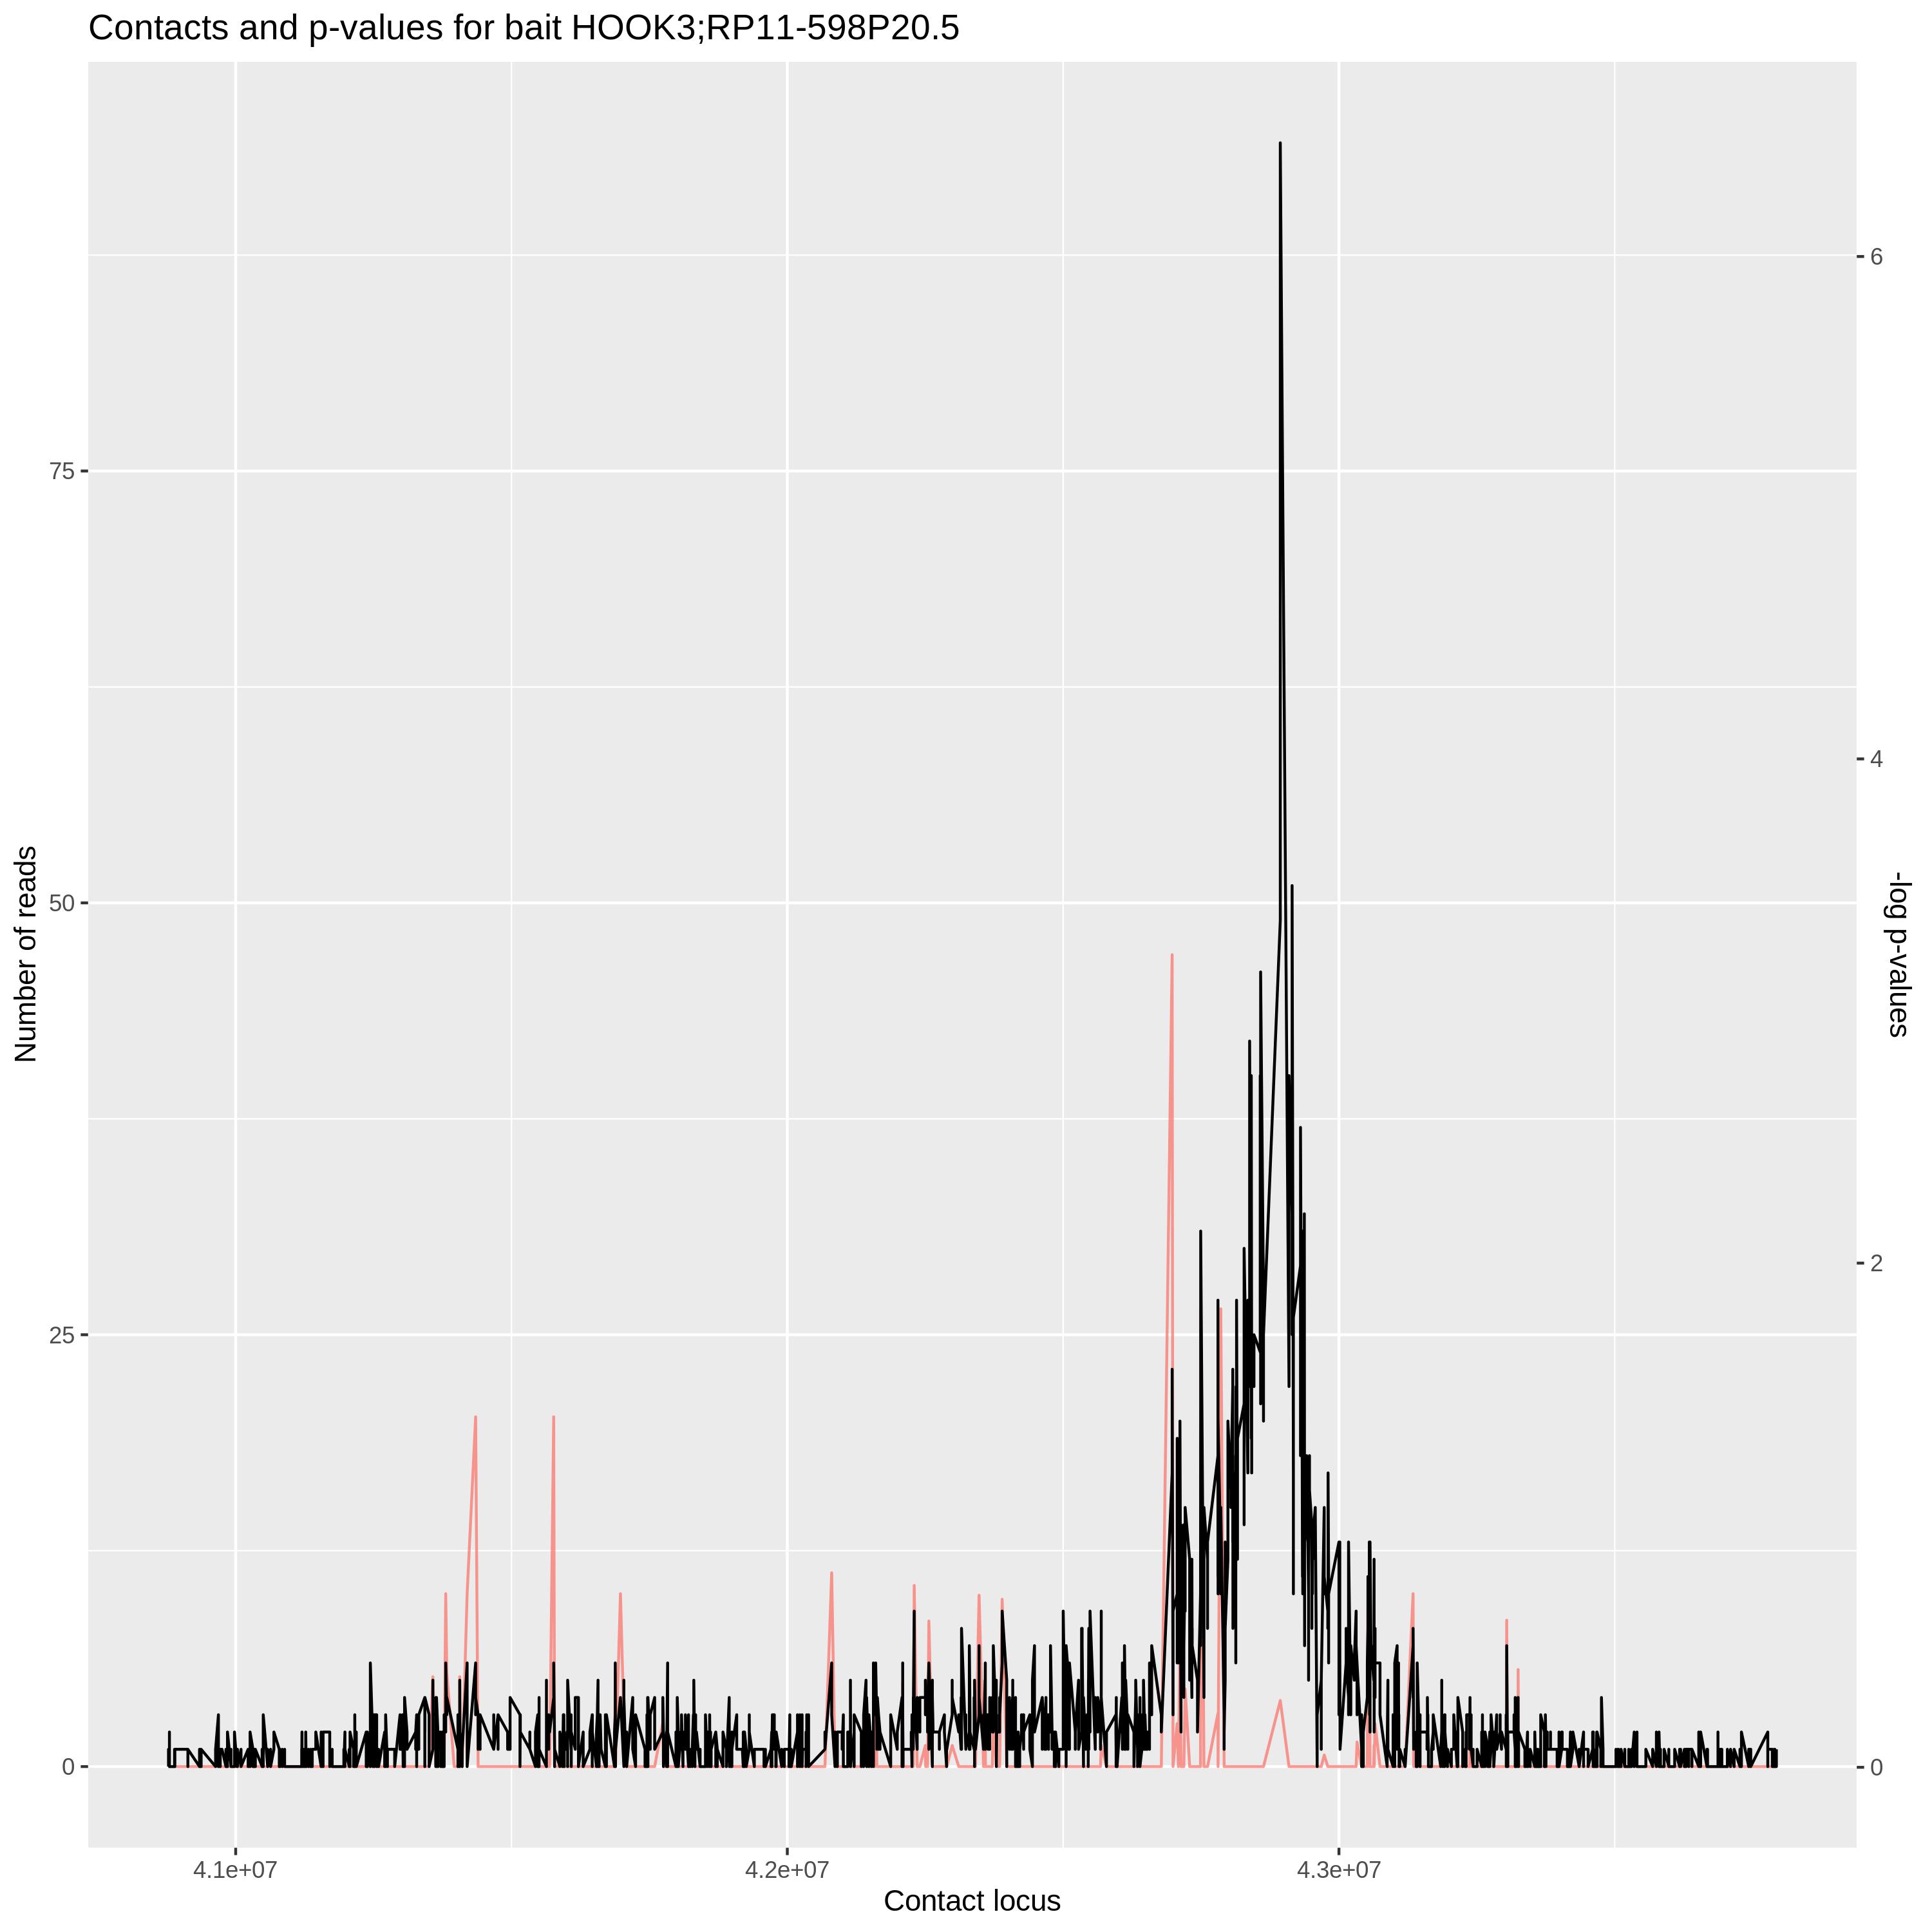 Contacts and p-values for bait HOOK3;RP11-598P20.5
Number of reads
75
50
25
0
6
4
2
0
-log p-values
4.1e+07 4.2e+07 4.3e+07
Contact locus